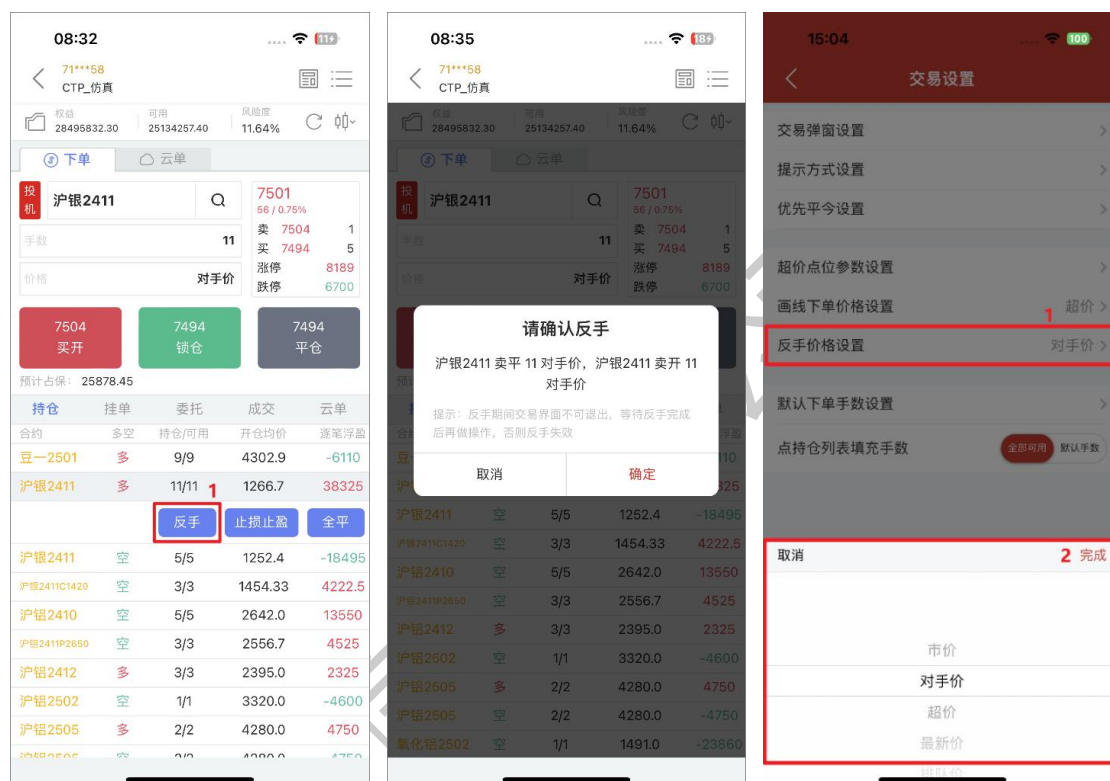 08:32
11
71***58
CTP_仿真
权益
28495832.30
可用
25134257.40
风险度
11.64%
下单
云单
投机
沪银2411
手数
11
价格
对手价
7501
56 / 0.75%
卖 7504 1
买 7494 5
涨停 8189
跌停 6700
7504
买开
7494
锁仓
7494
平仓
预计占保: 25878.45
持仓 挂单 委托 成交 云单
合约 多空 持仓/可用 开仓均价 逐笔浮盈
豆一2501 多 9/9 4302.9 -6110
沪银2411 多 11/11 1266.7 38325
1
反手 止损止盈 全平
沪银2411 空 5/5 1252.4 -18495
沪银2411C1420 空 3/3 1454.33 4222.5
沪铝2410 空 5/5 2642.0 13550
沪铝2411P2650 空 3/3 2556.7 4525
沪铝2412 多 3/3 2395.0 2325
沪铝2502 空 1/1 3320.0 -4600
沪铝2505 多 2/2 4280.0 4750
沪铝2505 空 2/2 4280.0 -4750
08:35
18
71***58
CTP_仿真
权益
28495832.30
可用
25134257.40
风险度
11.64%
下单
云单
投机
沪银2411
手数
11
价格
对手价
7501
56 / 0.75%
卖 7504 1
买 7494 5
涨停 8189
跌停 6700
请确认反手
沪银2411 卖平 11 对手价，沪银2411 卖开 11
对手价
提示：反手期间交易界面不可退出，等待反手完成
后再做操作，否则反手失效
取消
确定
沪银2411 空 5/5 1252.4 -18495
沪银2411C1420 空 3/3 1454.33 4222.5
沪铝2410 空 5/5 2642.0 13550
沪铝2411P2650 空 3/3 2556.7 4525
沪铝2412 多 3/3 2395.0 2325
沪铝2502 空 1/1 3320.0 -4600
沪铝2505 多 2/2 4280.0 4750
沪铝2505 空 2/2 4280.0 -4750
氧化铝2502 空 1/1 1491.0 -23860
15:04
100
交易设置
交易弹窗设置
提示方式设置
优先平今设置
超价点位参数设置
画线下单价格设置 超价
1
反手价格设置 对手价
默认下单手数设置
点持仓列表填充手数 全部可用 默认手数
取消 2 完成
市价
对手价
超价
最新价
排队价